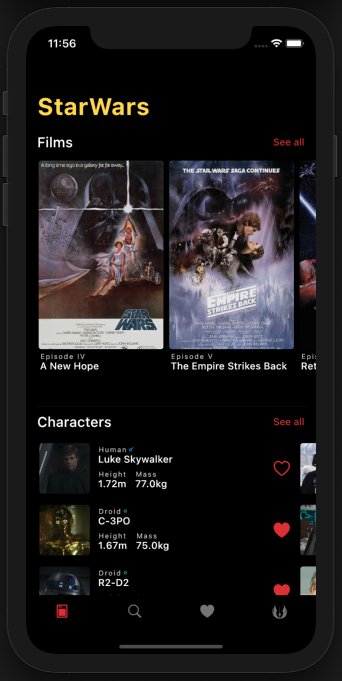 11:56
StarWars
Films
See all
A long time ago in a galaxy far, far away...
THE STAR WARS SAGA CONTINUES
STAR
WARS
THE
EMPIRE
STRIKES BACK
Episode IV
A New Hope
Episode V
The Empire Strikes Back
Epis
Ret
Characters
See all
Human
Luke Skywalker
Height Mass
1.72m 77.0kg
Droid
C-3PO
Height Mass
1.67m 75.0kg
Droid
R2-D2